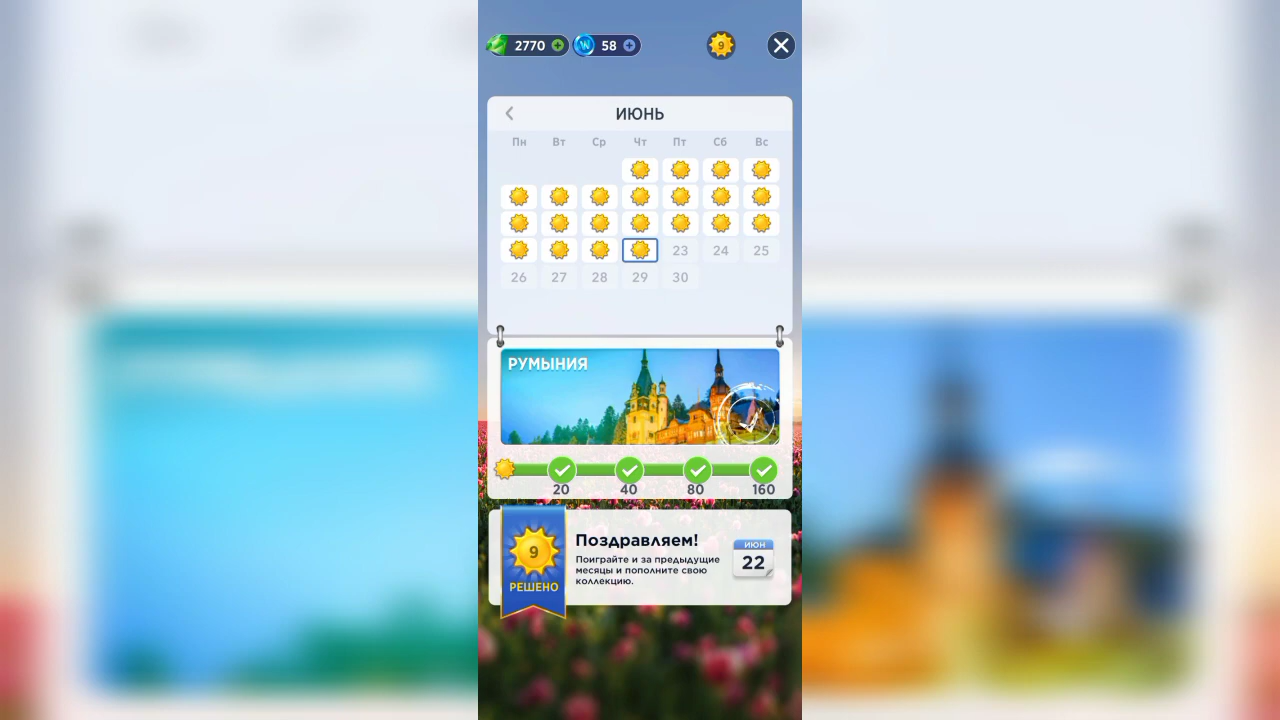 2770
W 58
9
ИЮНЬ
Пн Вт Ср Чт Пт Сб Вс
23 24 25
26 27 28 29 30
РУМЫНИЯ
20 40 80 160
9
РЕШЕНО
Поздравляем!
Поиграйте и за предыдущие
месяцы и пополните свою
коллекцию.
ИЮН
22